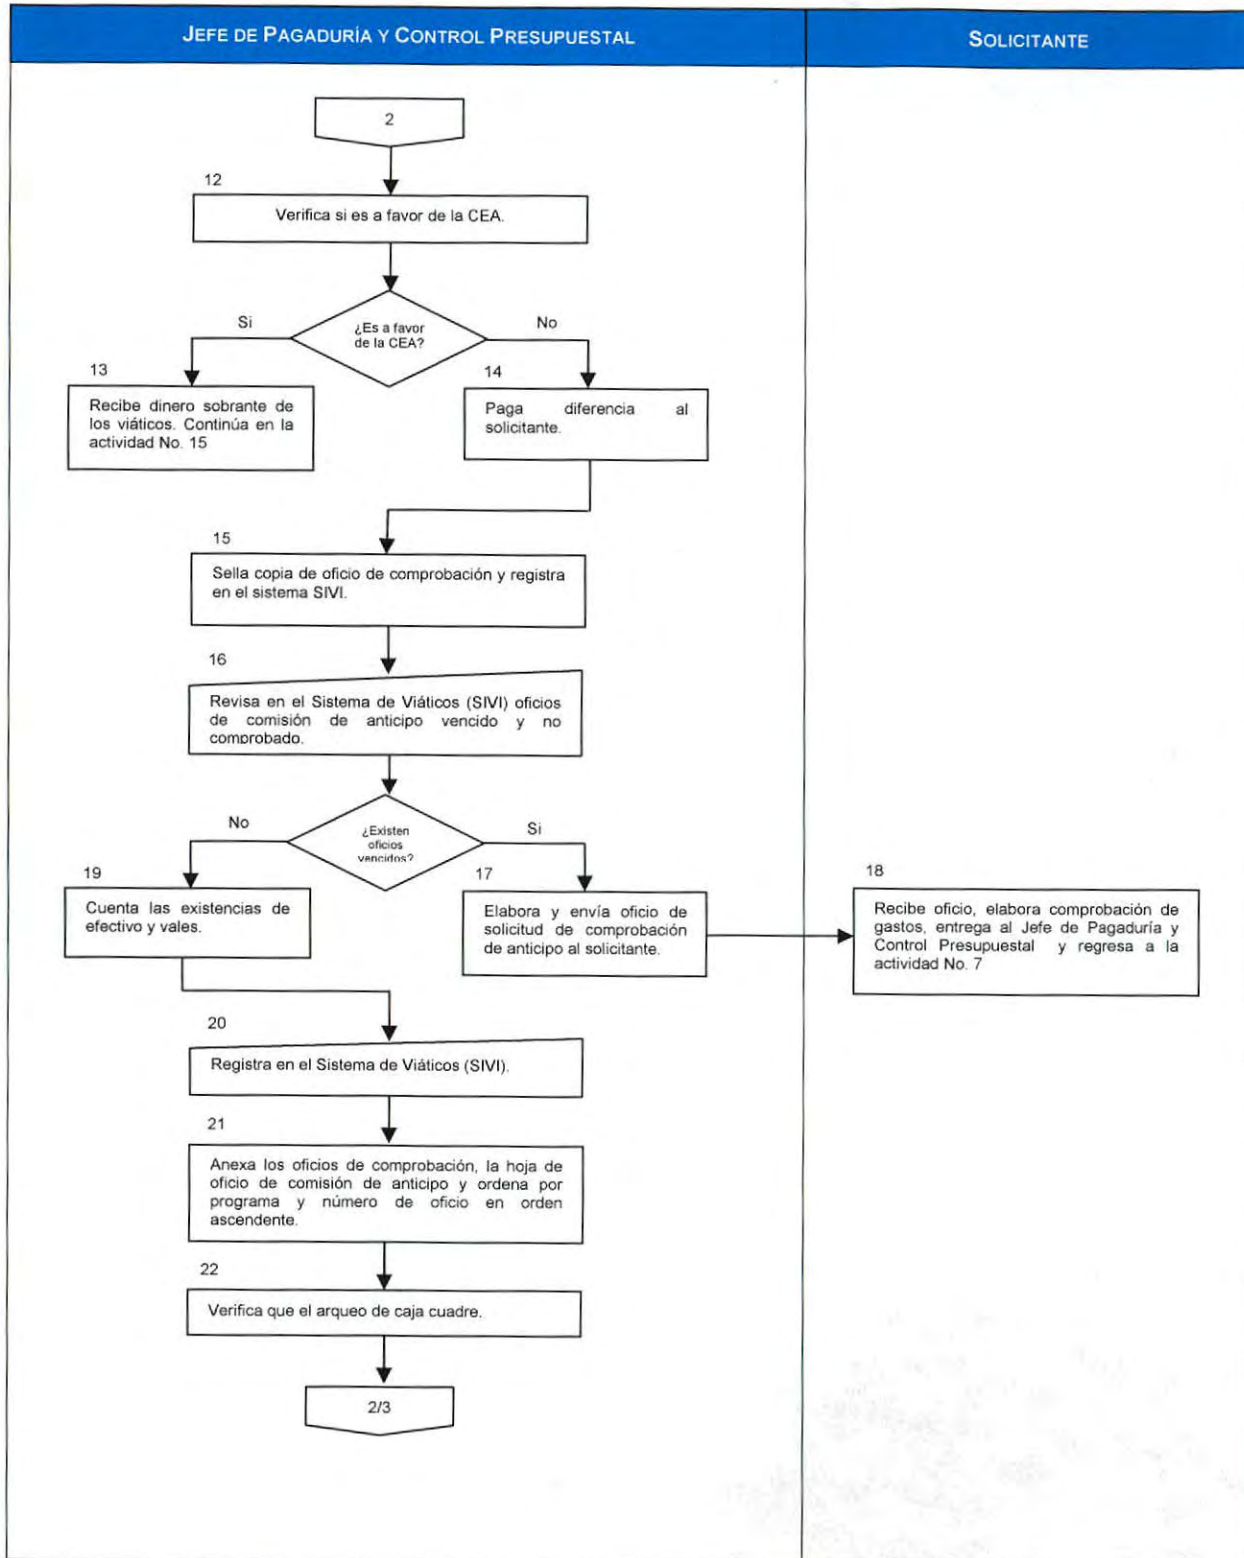 JEFE DE PAGADURÍA Y CONTROL PRESUPUESTAL
SOLICITANTE
2
12
Verifica si es a favor de la CEA.
¿Es a favor
de la CEA?
Si
No
13
Recibe dinero sobrante de
los viáticos. Continúa en la
actividad No. 15
14
Paga diferencia al
solicitante.
15
Sella copia de oficio de comprobación y registra
en el sistema SIVI.
16
Revisa en el Sistema de Viáticos (SIVI) oficios
de comisión de anticipo vencido y no
comprobado.
¿Existen
oficios
vencidos?
No
Si
19
Cuenta las existencias de
efectivo y vales.
17
Elabora y envía oficio de
solicitud de comprobación
de anticipo al solicitante.
18
Recibe oficio, elabora comprobación de
gastos, entrega al Jefe de Pagaduría y
Control Presupuestal y regresa a la
actividad No. 7
20
Registra en el Sistema de Viáticos (SIVI).
21
Anexa los oficios de comprobación, la hoja de
oficio de comisión de anticipo y ordena por
programa y número de oficio en orden
ascendente.
22
Verifica que el arqueo de caja cuadre.
2/3